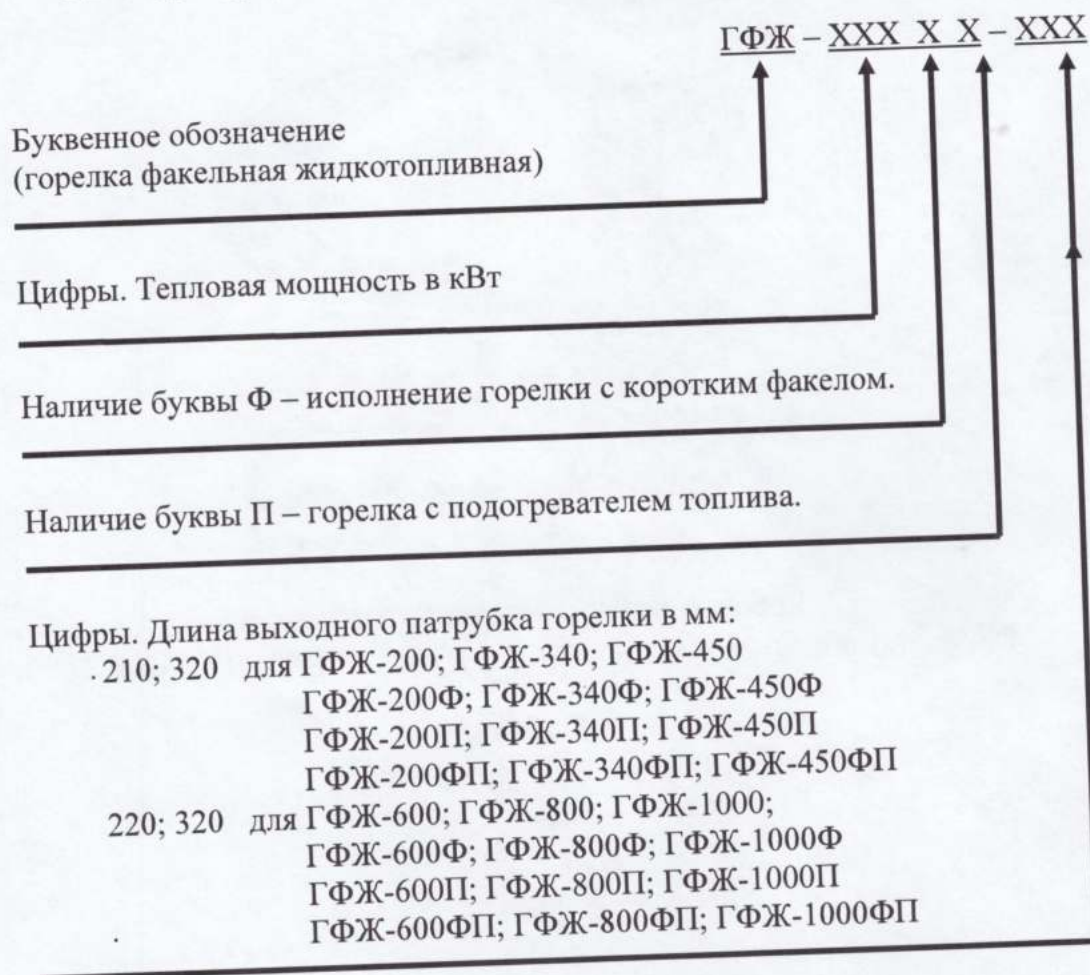 ГФЖ – ХХХ Х Х – ХХХ
Буквенное обозначение
(горелка факельная жидкотопливная)
Цифры. Тепловая мощность в кВт
Наличие буквы Ф – исполнение горелки с коротким факелом.
Наличие буквы П – горелка с подогревателем топлива.
Цифры. Длина выходного патрубка горелки в мм:
210; 320 для ГФЖ-200; ГФЖ-340; ГФЖ-450
ГФЖ-200Ф; ГФЖ-340Ф; ГФЖ-450Ф
ГФЖ-200П; ГФЖ-340П; ГФЖ-450П
ГФЖ-200ФП; ГФЖ-340ФП; ГФЖ-450ФП
220; 320 для ГФЖ-600; ГФЖ-800; ГФЖ-1000;
ГФЖ-600Ф; ГФЖ-800Ф; ГФЖ-1000Ф
ГФЖ-600П; ГФЖ-800П; ГФЖ-1000П
ГФЖ-600ФП; ГФЖ-800ФП; ГФЖ-1000ФП